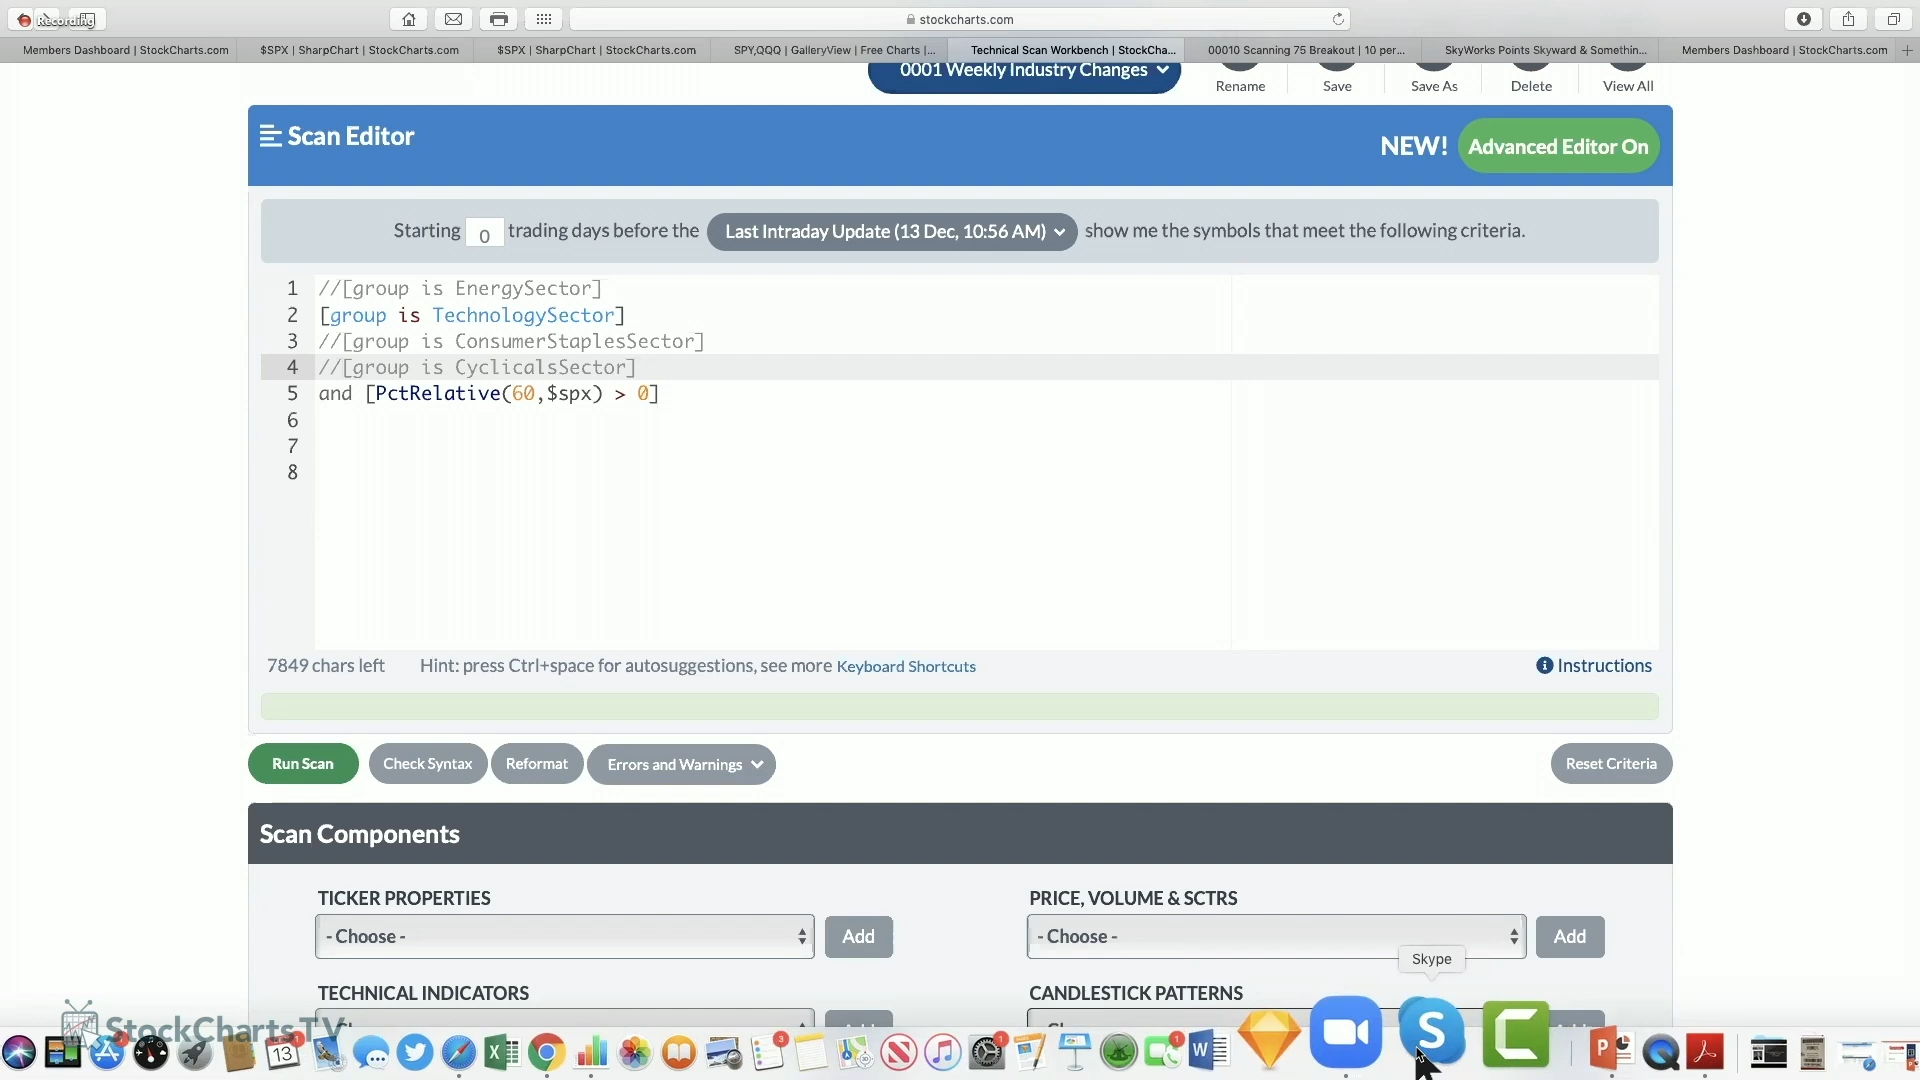 Recording
stockcharts.com
Members Dashboard | StockCharts.com
$SPX | SharpChart | StockCharts.com
$SPX | SharpChart | StockCharts.com
SPY,QQQ | GalleryView | Free Charts |...
Technical Scan Workbench | StockCha...
00010 Scanning 75 Breakout | 10 per...
SkyWorks Points Skyward & Somethin...
Members Dashboard | StockCharts.com
0001 Weekly Industry Changes
Rename
Save
Save As
Delete
View All
Scan Editor
NEW!
Advanced Editor On
Starting 0 trading days before the Last Intraday Update (13 Dec, 10:56 AM) show me the symbols that meet the following criteria.
1 //[group is EnergySector]
2 [group is TechnologySector]
3 //[group is ConsumerStaplesSector]
4 //[group is CyclicalsSector]
5 and [PctRelative(60,$spx) > 0]
6
7
8
7849 chars left
Hint: press Ctrl+space for autosuggestions, see more Keyboard Shortcuts
Instructions
Run Scan
Check Syntax
Reformat
Errors and Warnings
Reset Criteria
Scan Components
TICKER PROPERTIES
PRICE, VOLUME & SCTRS
- Choose -
Add
- Choose -
Add
Skype
TECHNICAL INDICATORS
CANDLESTICK PATTERNS
StockChartsTV
13